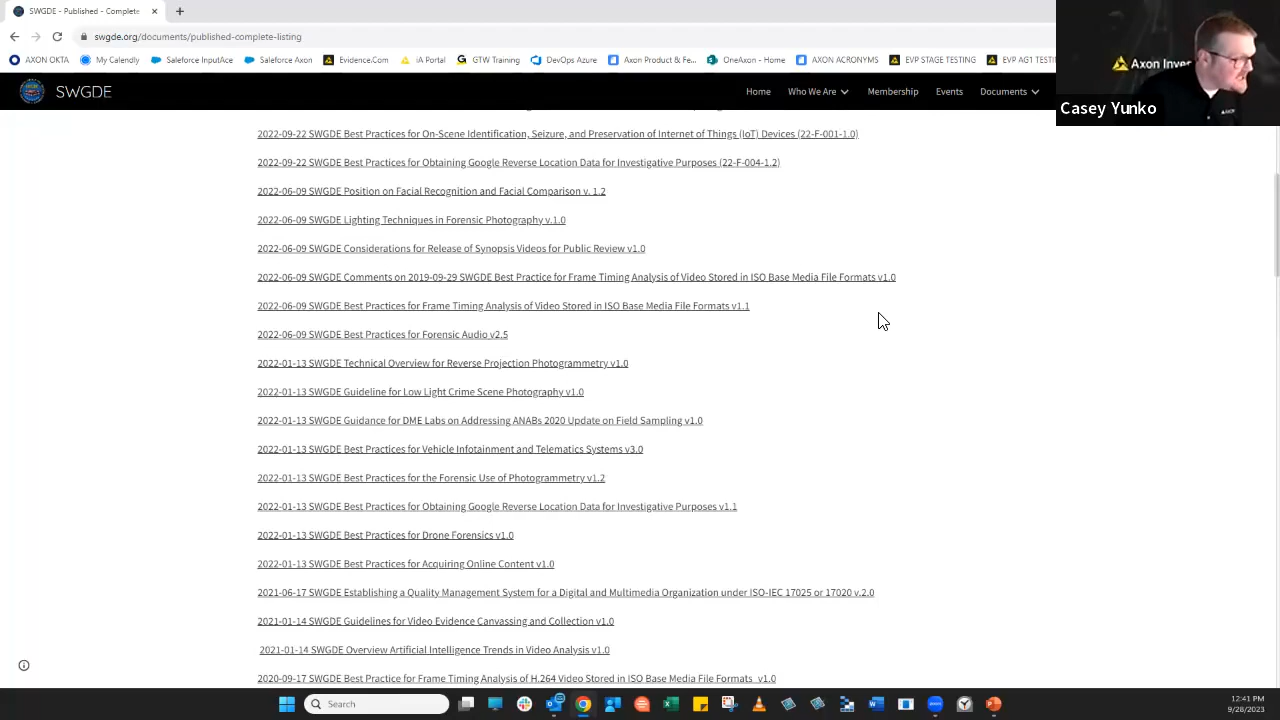 SWGDE - Published - Complete
swgde.org/documents/published-complete-listing
AXON OKTA
My Calendly
Saleforce InputAce
Saleforce Axon
Evidence.Com
iA Portal
GTW Training
DevOps Azure
Axon Product & Fe...
OneAxon - Home
AXON ACRONYMS
EVP STAGE TESTING
EVP AG1 TESTI
Axon Inves
Casey Yunko
SWGDE
Home
Who We Are
Membership
Events
Documents
2022-09-22 SWGDE Best Practices for On-Scene Identification, Seizure, and Preservation of Internet of Things (IoT) Devices (22-F-001-1.0)
2022-09-22 SWGDE Best Practices for Obtaining Google Reverse Location Data for Investigative Purposes (22-F-004-1.2)
2022-06-09 SWGDE Position on Facial Recognition and Facial Comparison v. 1.2
2022-06-09 SWGDE Lighting Techniques in Forensic Photography v.1.0
2022-06-09 SWGDE Considerations for Release of Synopsis Videos for Public Review v1.0
2022-06-09 SWGDE Comments on 2019-09-29 SWGDE Best Practice for Frame Timing Analysis of Video Stored in ISO Base Media File Formats v1.0
2022-06-09 SWGDE Best Practices for Frame Timing Analysis of Video Stored in ISO Base Media File Formats v1.1
2022-06-09 SWGDE Best Practices for Forensic Audio v2.5
2022-01-13 SWGDE Technical Overview for Reverse Projection Photogrammetry v1.0
2022-01-13 SWGDE Guideline for Low Light Crime Scene Photography v1.0
2022-01-13 SWGDE Guidance for DME Labs on Addressing ANABs 2020 Update on Field Sampling v1.0
2022-01-13 SWGDE Best Practices for Vehicle Infotainment and Telematics Systems v3.0
2022-01-13 SWGDE Best Practices for the Forensic Use of Photogrammetry v1.2
2022-01-13 SWGDE Best Practices for Obtaining Google Reverse Location Data for Investigative Purposes v1.1
2022-01-13 SWGDE Best Practices for Drone Forensics v1.0
2022-01-13 SWGDE Best Practices for Acquiring Online Content v1.0
2021-06-17 SWGDE Establishing a Quality Management System for a Digital and Multimedia Organization under ISO-IEC 17025 or 17020 v.2.0
2021-01-14 SWGDE Guidelines for Video Evidence Canvassing and Collection v1.0
2021-01-14 SWGDE Overview Artificial Intelligence Trends in Video Analysis v1.0
2020-09-17 SWGDE Best Practice for Frame Timing Analysis of H.264 Video Stored in ISO Base Media File Formats v1.0
Search
12:41 PM
9/28/2023